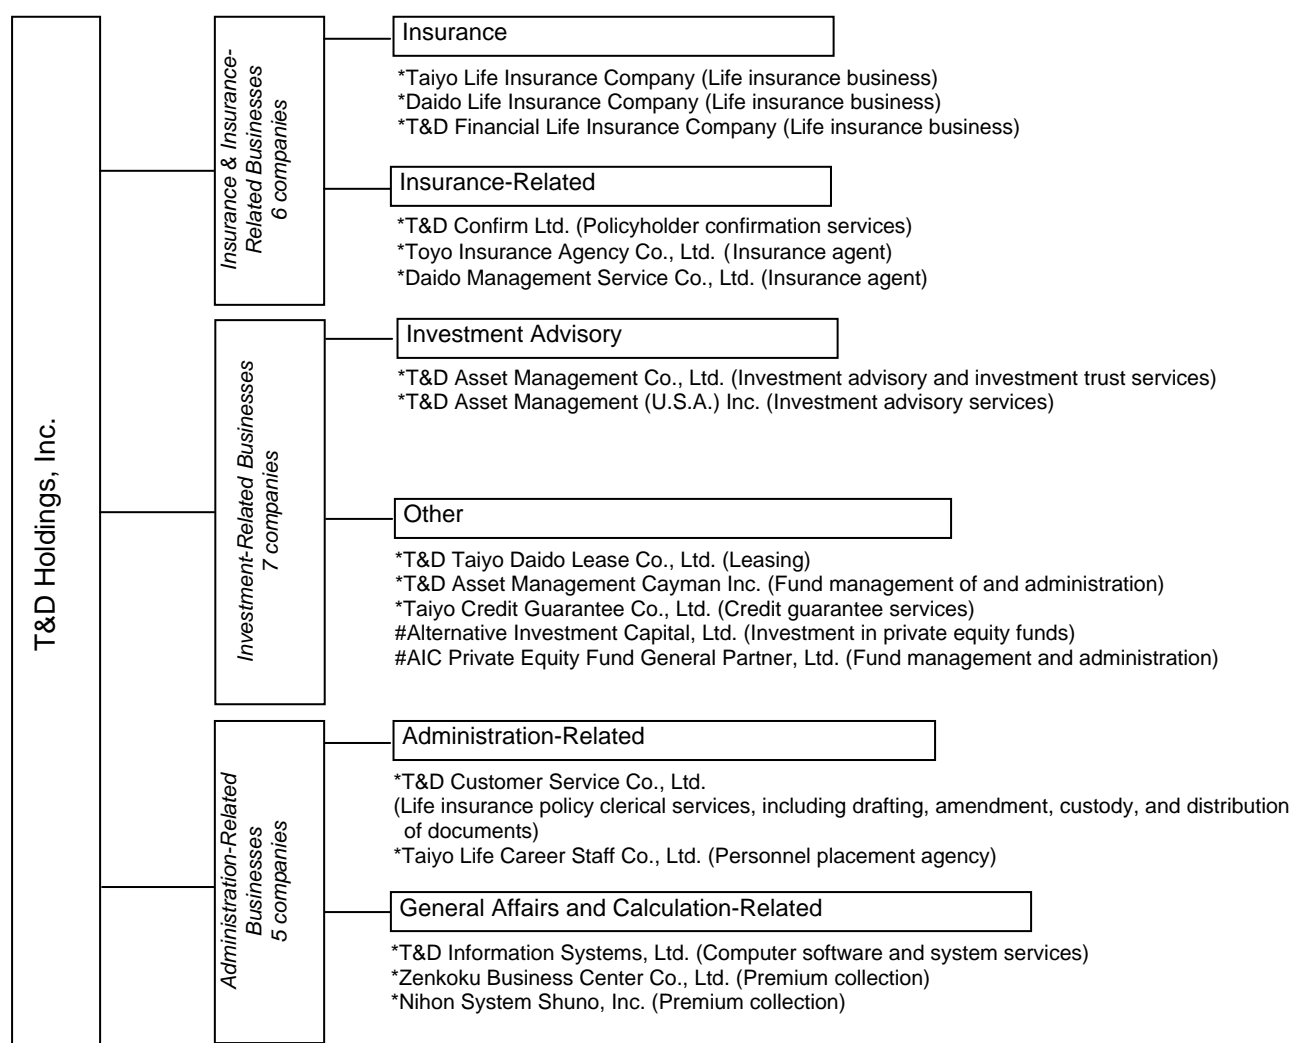 T&D Holdings, Inc.
Insurance & Insurance-
Related Businesses
6 companies
Insurance
*Taiyo Life Insurance Company (Life insurance business)
*Daido Life Insurance Company (Life insurance business)
*T&D Financial Life Insurance Company (Life insurance business)
Insurance-Related
*T&D Confirm Ltd. (Policyholder confirmation services)
*Toyo Insurance Agency Co., Ltd. (Insurance agent)
*Daido Management Service Co., Ltd. (Insurance agent)
Investment-Related Businesses
7 companies
Investment Advisory
*T&D Asset Management Co., Ltd. (Investment advisory and investment trust services)
*T&D Asset Management (U.S.A.) Inc. (Investment advisory services)
Other
*T&D Taiyo Daido Lease Co., Ltd. (Leasing)
*T&D Asset Management Cayman Inc. (Fund management of and administration)
*Taiyo Credit Guarantee Co., Ltd. (Credit guarantee services)
#Alternative Investment Capital, Ltd. (Investment in private equity funds)
#AIC Private Equity Fund General Partner, Ltd. (Fund management and administration)
Administration-Related
Businesses
5 companies
Administration-Related
*T&D Customer Service Co., Ltd.
(Life insurance policy clerical services, including drafting, amendment, custody, and distribution
of documents)
*Taiyo Life Career Staff Co., Ltd. (Personnel placement agency)
General Affairs and Calculation-Related
*T&D Information Systems, Ltd. (Computer software and system services)
*Zenkoku Business Center Co., Ltd. (Premium collection)
*Nihon System Shuno, Inc. (Premium collection)